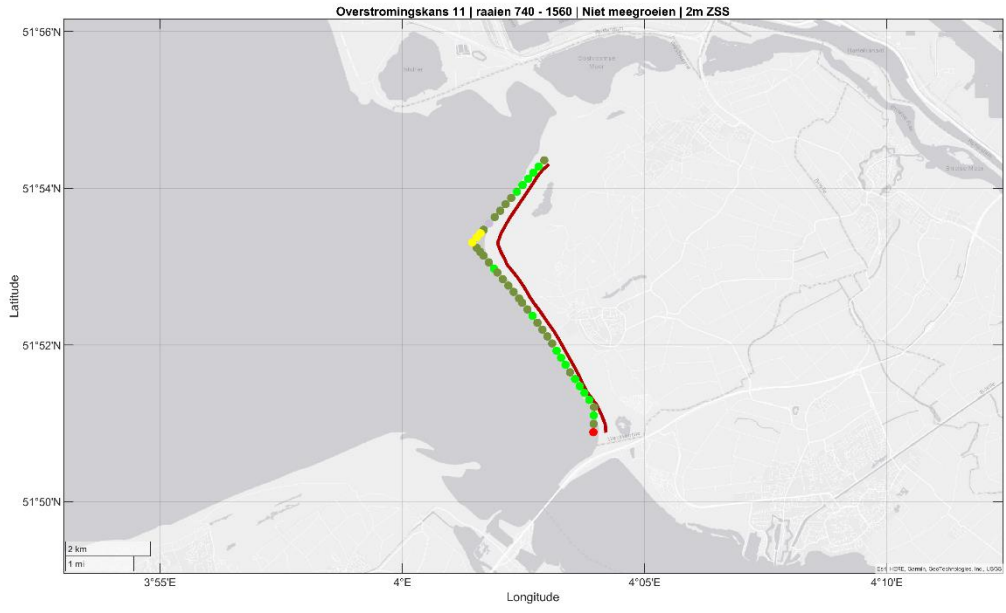 Overstromingskans 11 | raaien 740 - 1560 | Niet meegroeien | 2m ZSS
51°56'N
51°54'N
51°52'N
51°50'N
Latitude
2 km
1 mi
Esri, HERE, Garmin, GeoTechnologies, Inc., USGS
3°55'E
4°E
4°05'E
4°10'E
Longitude